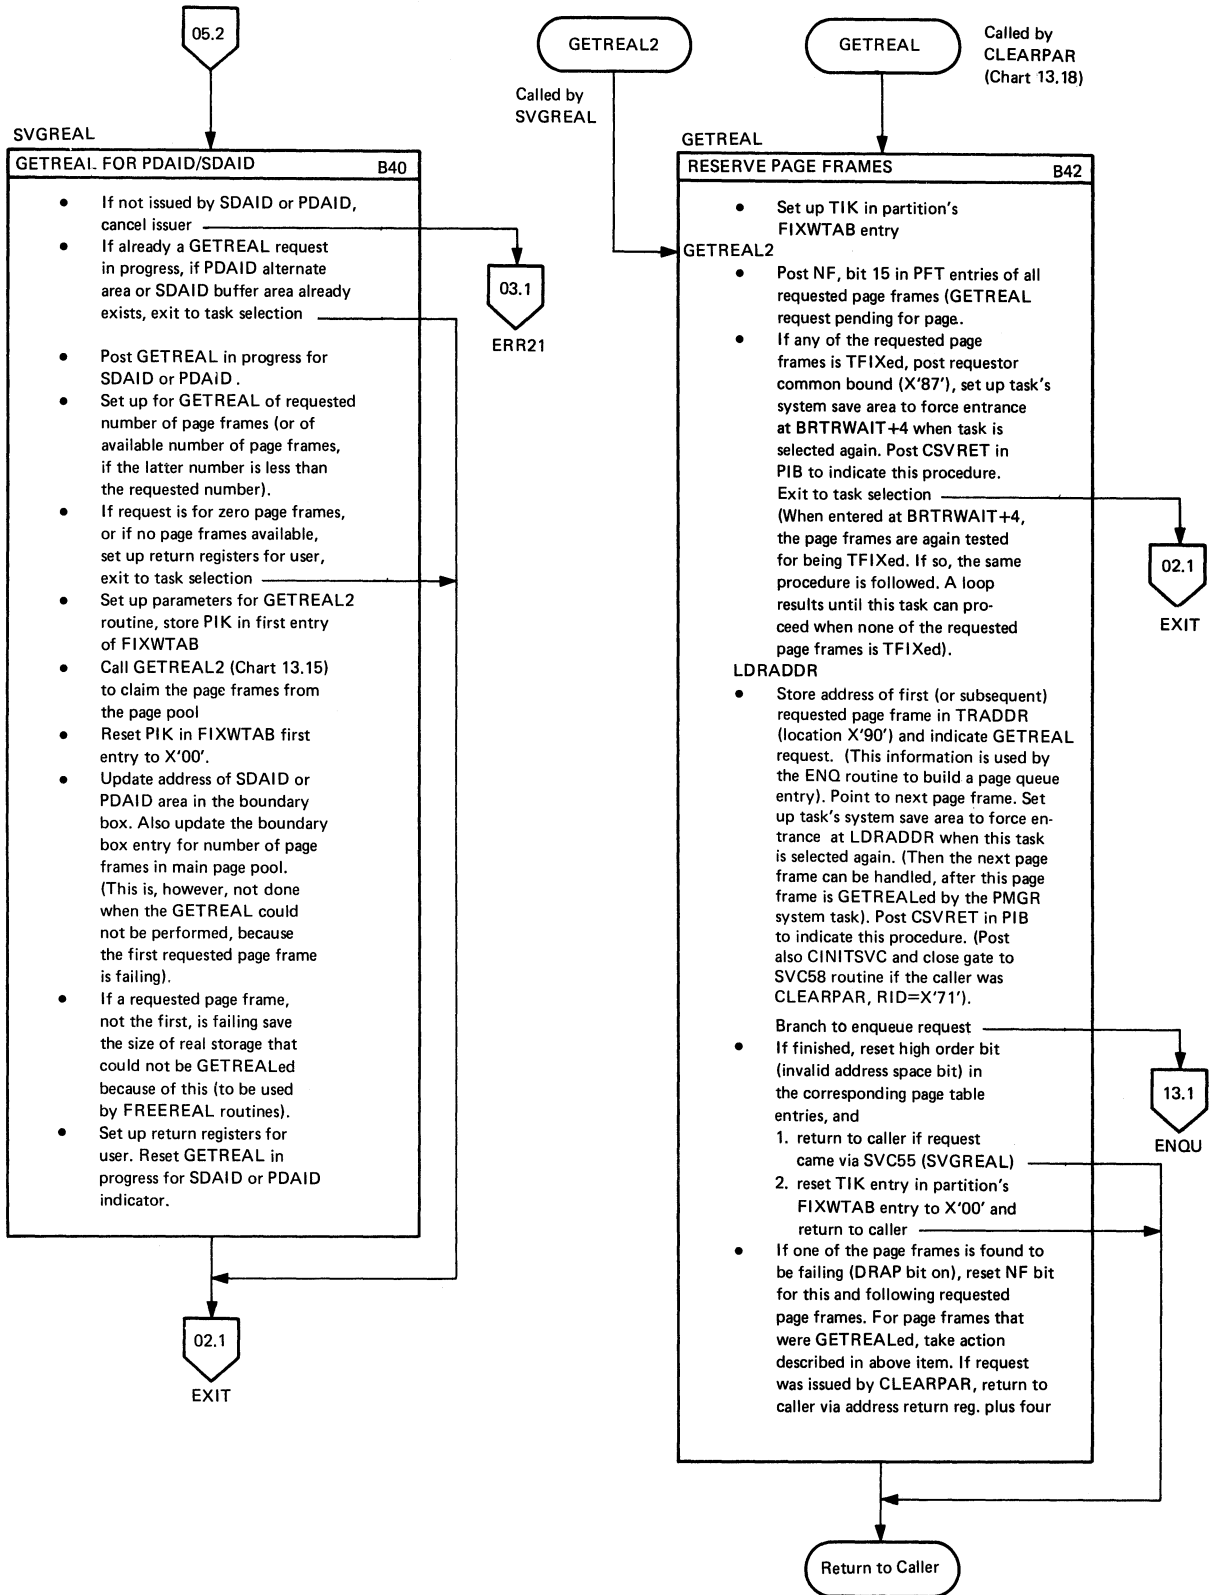 05.2
SVGREAL
GETREAL FOR PDAID/SDAID B40
• If not issued by SDAID or PDAID,
cancel issuer
• If already a GETREAL request
in progress, if PDAID alternate
area or SDAID buffer area already
exists, exit to task selection
• Post GETREAL in progress for
SDAID or PDAID .
• Set up for GETREAL of requested
number of page frames (or of
available number of page frames,
if the latter number is less than
the requested number).
• If request is for zero page frames,
or if no page frames available,
set up return registers for user,
exit to task selection
• Set up parameters for GETREAL2
routine, store PIK in first entry
of FIXWTAB
• Call GETREAL2 (Chart 13.15)
to claim the page frames from
the page pool
• Reset PIK in FIXWTAB first
entry to X'00'.
• Update address of SDAID or
PDAID area in the boundary
box. Also update the boundary
box entry for number of page
frames in main page pool.
(This is, however, not done
when the GETREAL could
not be performed, because
the first requested page frame
is failing).
• If a requested page frame,
not the first, is failing save
the size of real storage that
could not be GETREALed
because of this (to be used
by FREEREAL routines).
• Set up return registers for
user. Reset GETREAL in
progress for SDAID or PDAID
indicator.
03.1
ERR21
02.1
EXIT
GETREAL2
Called by
SVGREAL
GETREAL
Called by
CLEARPAR
(Chart 13.18)
GETREAL
RESERVE PAGE FRAMES B42
• Set up TIK in partition's
FIXWTAB entry
GETREAL2
• Post NF, bit 15 in PFT entries of all
requested page frames (GETREAL
request pending for page..
• If any of the requested page
frames is TFIXed, post requestor
common bound (X'87'), set up task's
system save area to force entrance
at BRTRWAIT+4 when task is
selected again. Post CSVRET in
PIB to indicate this procedure.
Exit to task selection
(When entered at BRTRWAIT+4,
the page frames are again tested
for being TFIXed. If so, the same
procedure is followed. A loop
results until this task can pro-
ceed when none of the requested
page frames is TFIXed).
LDRADDR
• Store address of first (or subsequent)
requested page frame in TRADDR
(location X'90') and indicate GETREAL
request. (This information is used by
the ENQ routine to build a page queue
entry). Point to next page frame. Set
up task's system save area to force en-
trance at LDRADDR when this task
is selected again. (Then the next page
frame can be handled, after this page
frame is GETREALed by the PMGR
system task). Post CSVRET in PIB
to indicate this procedure. (Post
also CINITSVC and close gate to
SVC58 routine if the caller was
CLEARPAR, RID=X'71').
Branch to enqueue request
• If finished, reset high order bit
(invalid address space bit) in
the corresponding page table
entries, and
1. return to caller if request
came via SVC55 (SVGREAL)
2. reset TIK entry in partition's
FIXWTAB entry to X'00' and
return to caller
• If one of the page frames is found to
be failing (DRAP bit on), reset NF bit
for this and following requested
page frames. For page frames that
were GETREALed, take action
described in above item. If request
was issued by CLEARPAR, return to
caller via address return reg. plus four
02.1
EXIT
13.1
ENQU
Return to Caller